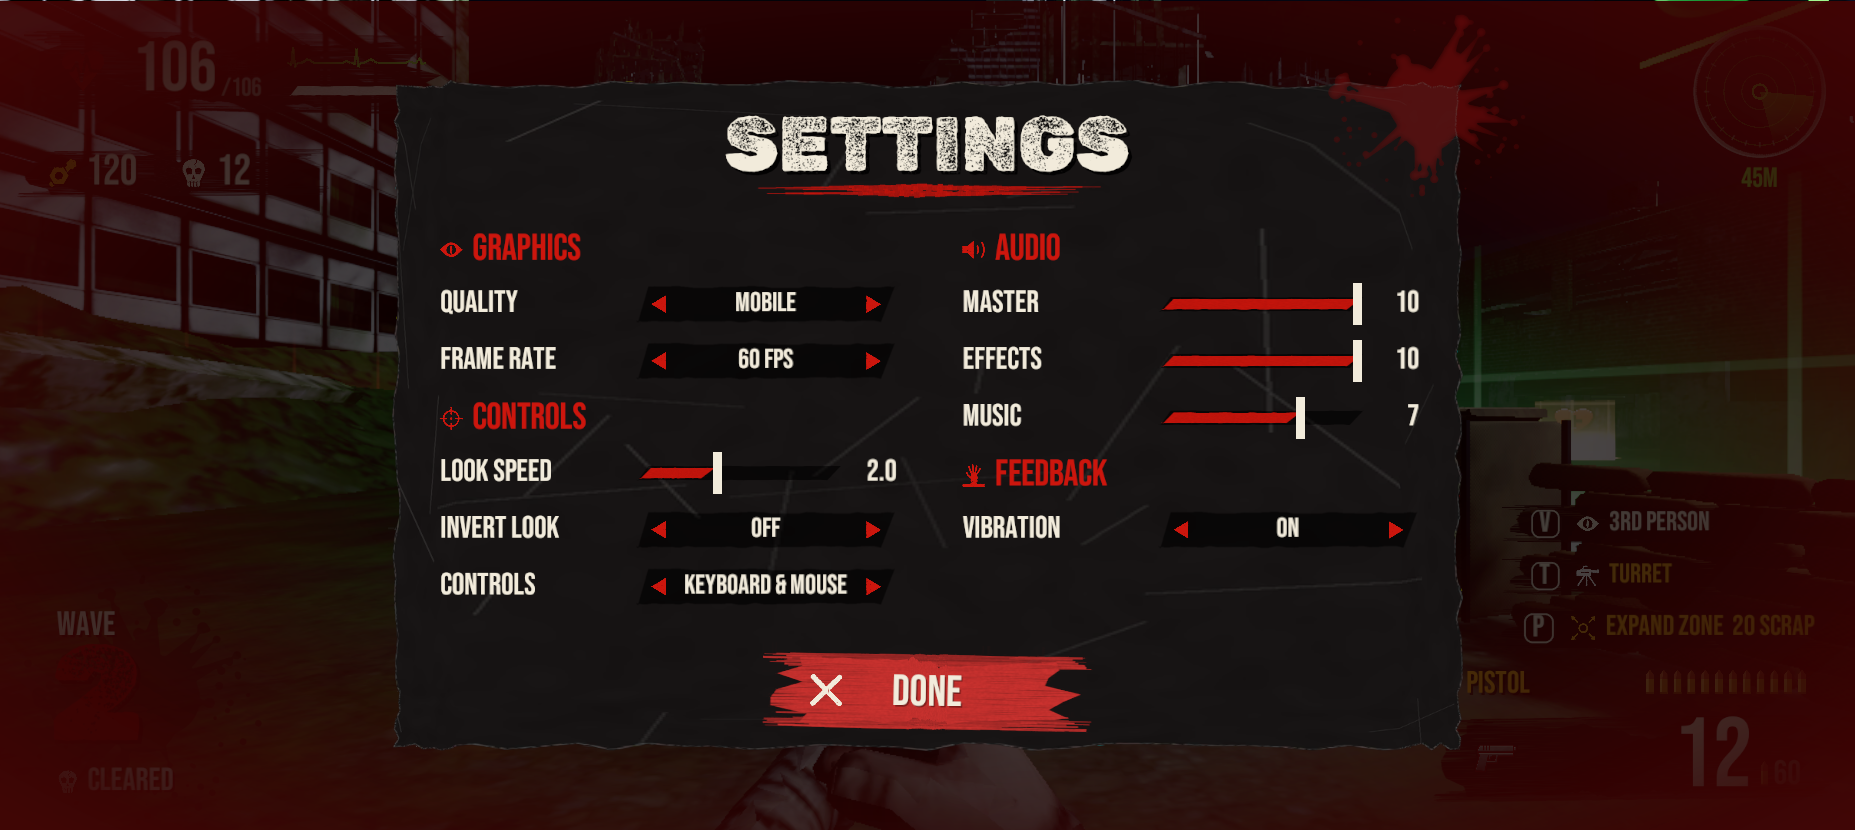 106 /106
120 12
45M
SETTINGS
GRAPHICS
QUALITY MOBILE
FRAME RATE 60 FPS
CONTROLS
LOOK SPEED 2.0
INVERT LOOK OFF
CONTROLS KEYBOARD & MOUSE
AUDIO
MASTER 10
EFFECTS 10
MUSIC 7
FEEDBACK
VIBRATION ON
DONE
WAVE
2
CLEARED
V 3RD PERSON
T TURRET
P EXPAND ZONE 20 SCRAP
PISTOL
12 60